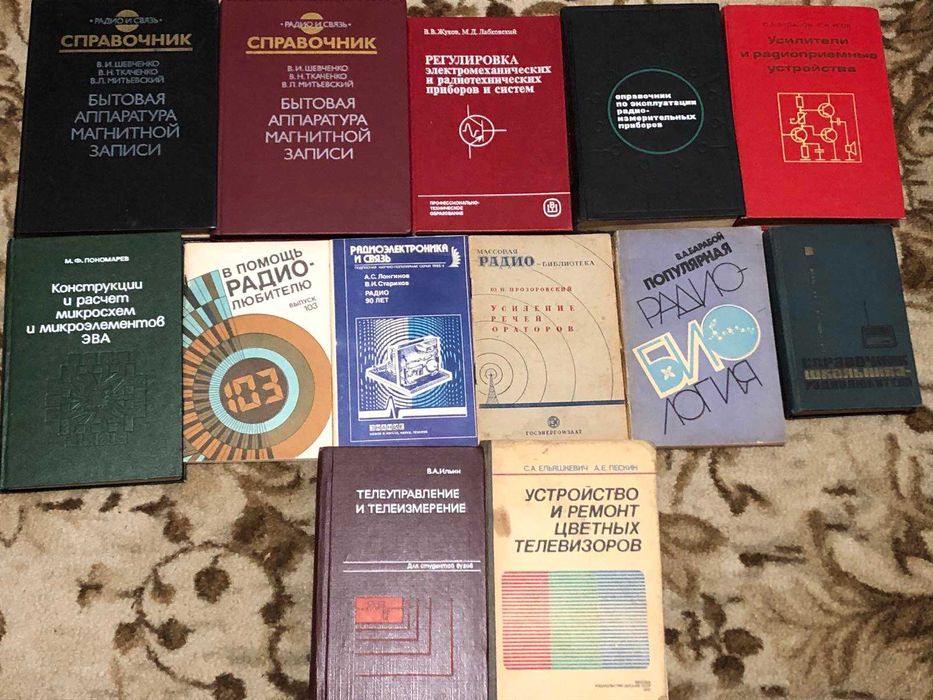 РАДИО И СВЯЗЬ
СПРАВОЧНИК
В.И. ШЕВЧЕНКО
В.Н. ТКАЧЕНКО
В.Л. МИТЬЕВСКИЙ
БЫТОВАЯ
АППАРАТУРА
МАГНИТНОЙ
ЗАПИСИ
РАДИО И СВЯЗЬ
СПРАВОЧНИК
В.И. ШЕВЧЕНКО
В.Н. ТКАЧЕНКО
В.Л. МИТЬЕВСКИЙ
БЫТОВАЯ
АППАРАТУРА
МАГНИТНОЙ
ЗАПИСИ
В. В. Жуков, М. Д. Лабковский
РЕГУЛИРОВКА
электромеханических
и радиотехнических
приборов и систем
ПРОФЕССИОНАЛЬНО-
ТЕХНИЧЕСКОЕ
ОБРАЗОВАНИЕ
справочник
по эксплуатации
радио-
измерительных
приборов
Усилители
и радиоприемные
устройства
М. Ф. ПОНОМАРЕВ
Конструкции
и расчет
микросхем
и микроэлементов
ЭВА
В ПОМОЩЬ
РАДИО-
ЛЮБИТЕЛЮ
ВЫПУСК
103
103
РАДИОЭЛЕКТРОНИКА
И СВЯЗЬ
А.С. Лонгинов
В.И. Стариков
РАДИО
90 ЛЕТ
ЗНАНИЕ
МАССОВАЯ
РАДИО-БИБЛИОТЕКА
Ю. Н. ПРОЗОРОВСКИЙ
УСИЛЕНИЕ
РЕЧЕЙ
ОРАТОРОВ
ГОСЭНЕРГОИЗДАТ
В.А.БАРАБОЙ
ПОПУЛЯРНАЯ
РАДИО-
БИО
ЛОГИЯ
СПРАВОЧНИК
ШКОЛЬНИКА-
РАДИОЛЮБИТЕЛЯ
В.А.Ильин
ТЕЛЕУПРАВЛЕНИЕ
И ТЕЛЕИЗМЕРЕНИЕ
Для студентов вузов
С.А. ЕЛЬЯШКЕВИЧ А.Е. ПЕСКИН
УСТРОЙСТВО
И РЕМОНТ
ЦВЕТНЫХ
ТЕЛЕВИЗОРОВ